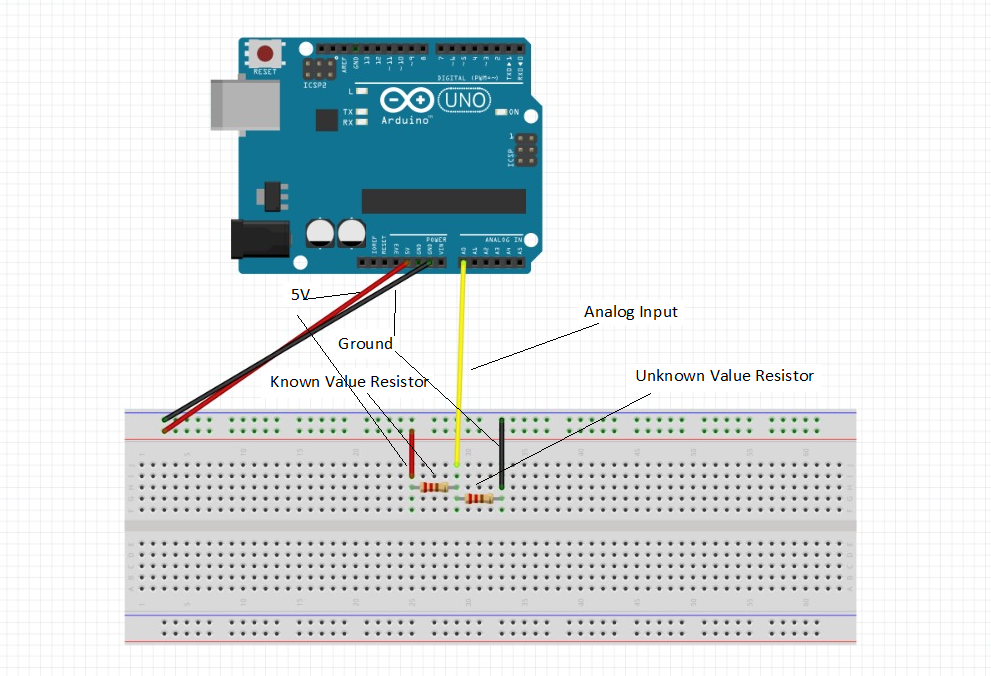 RESET
ICSP2
AREF
GND
13
12
~11
~10
~9
8
7
~6
~5
4
~3
2
TXD▶1
RXD◀0
DIGITAL (PWM=~)
L
TX
RX
UNO
Arduino™
ON
1
ICSP
POWER
ANALOG IN
IOREF
RESET
3V3
5V
GND
GND
VIN
A0
A1
A2
A3
A4
A5
5V
Analog Input
Ground
Known Value Resistor
Unknown Value Resistor